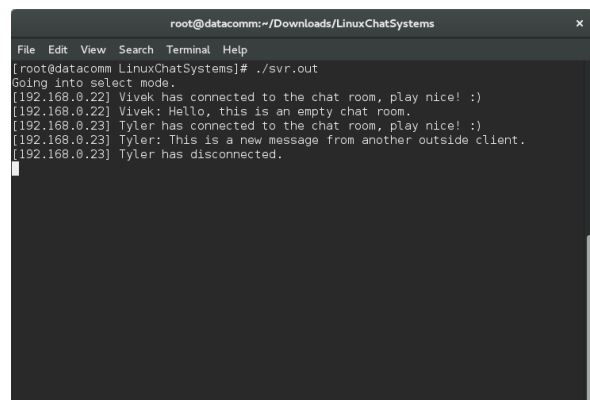 root@datacomm:~/Downloads/LinuxChatSystems ×
File Edit View Search Terminal Help
[root@datacomm LinuxChatSystems]# ./svr.out
Going into select mode.
[192.168.0.22] Vivek has connected to the chat room, play nice! :)
[192.168.0.22] Vivek: Hello, this is an empty chat room.
[192.168.0.23] Tyler has connected to the chat room, play nice! :)
[192.168.0.23] Tyler: This is a new message from another outside client.
[192.168.0.23] Tyler has disconnected.